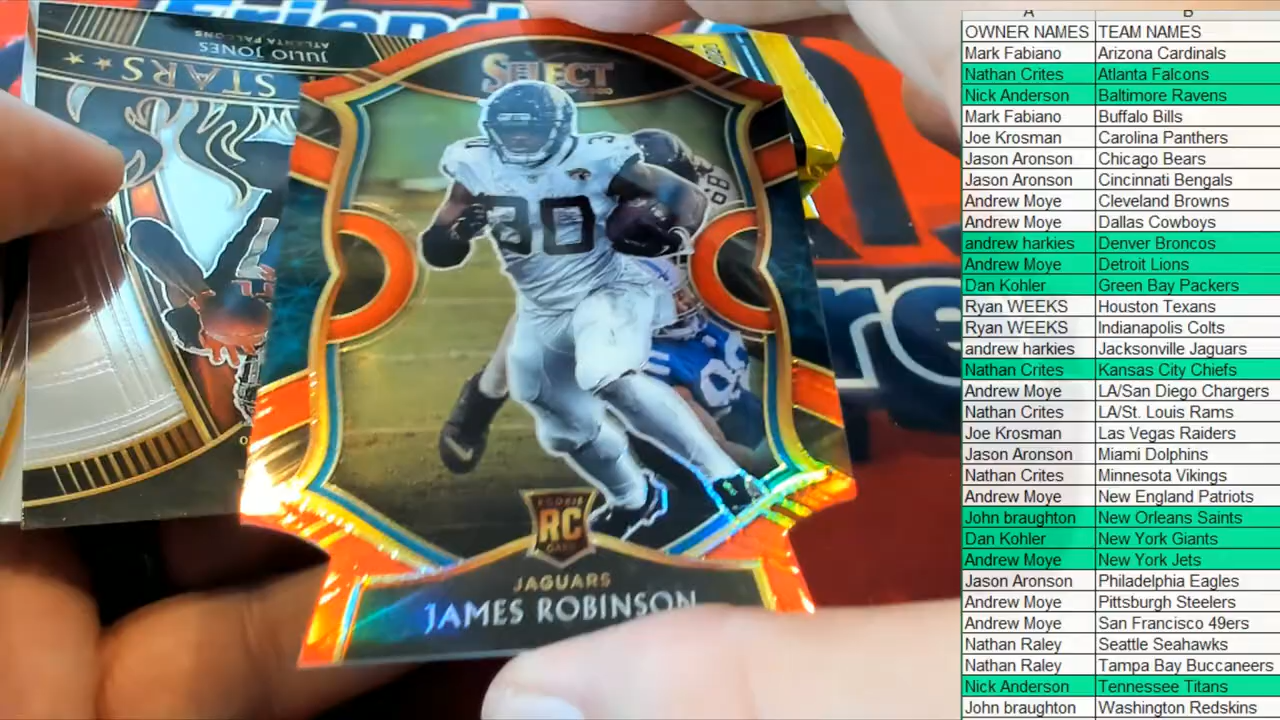 Friend
JULIO JONES
ATLANTA FALCONS
STARS
SELECT
30
30
88
JAGUARS
JAMES ROBINSON
ROOKIE
RC
CARD
re
A B
OWNER NAMES TEAM NAMES
Mark Fabiano Arizona Cardinals
Nathan Crites Atlanta Falcons
Nick Anderson Baltimore Ravens
Mark Fabiano Buffalo Bills
Joe Krosman Carolina Panthers
Jason Aronson Chicago Bears
Jason Aronson Cincinnati Bengals
Andrew Moye Cleveland Browns
Andrew Moye Dallas Cowboys
andrew harkies Denver Broncos
Andrew Moye Detroit Lions
Dan Kohler Green Bay Packers
Ryan WEEKS Houston Texans
Ryan WEEKS Indianapolis Colts
andrew harkies Jacksonville Jaguars
Nathan Crites Kansas City Chiefs
Andrew Moye LA/San Diego Chargers
Nathan Crites LA/St. Louis Rams
Joe Krosman Las Vegas Raiders
Jason Aronson Miami Dolphins
Nathan Crites Minnesota Vikings
Andrew Moye New England Patriots
John braughton New Orleans Saints
Dan Kohler New York Giants
Andrew Moye New York Jets
Jason Aronson Philadelphia Eagles
Andrew Moye Pittsburgh Steelers
Andrew Moye San Francisco 49ers
Nathan Raley Seattle Seahawks
Nathan Raley Tampa Bay Buccaneers
Nick Anderson Tennessee Titans
John braughton Washington Redskins